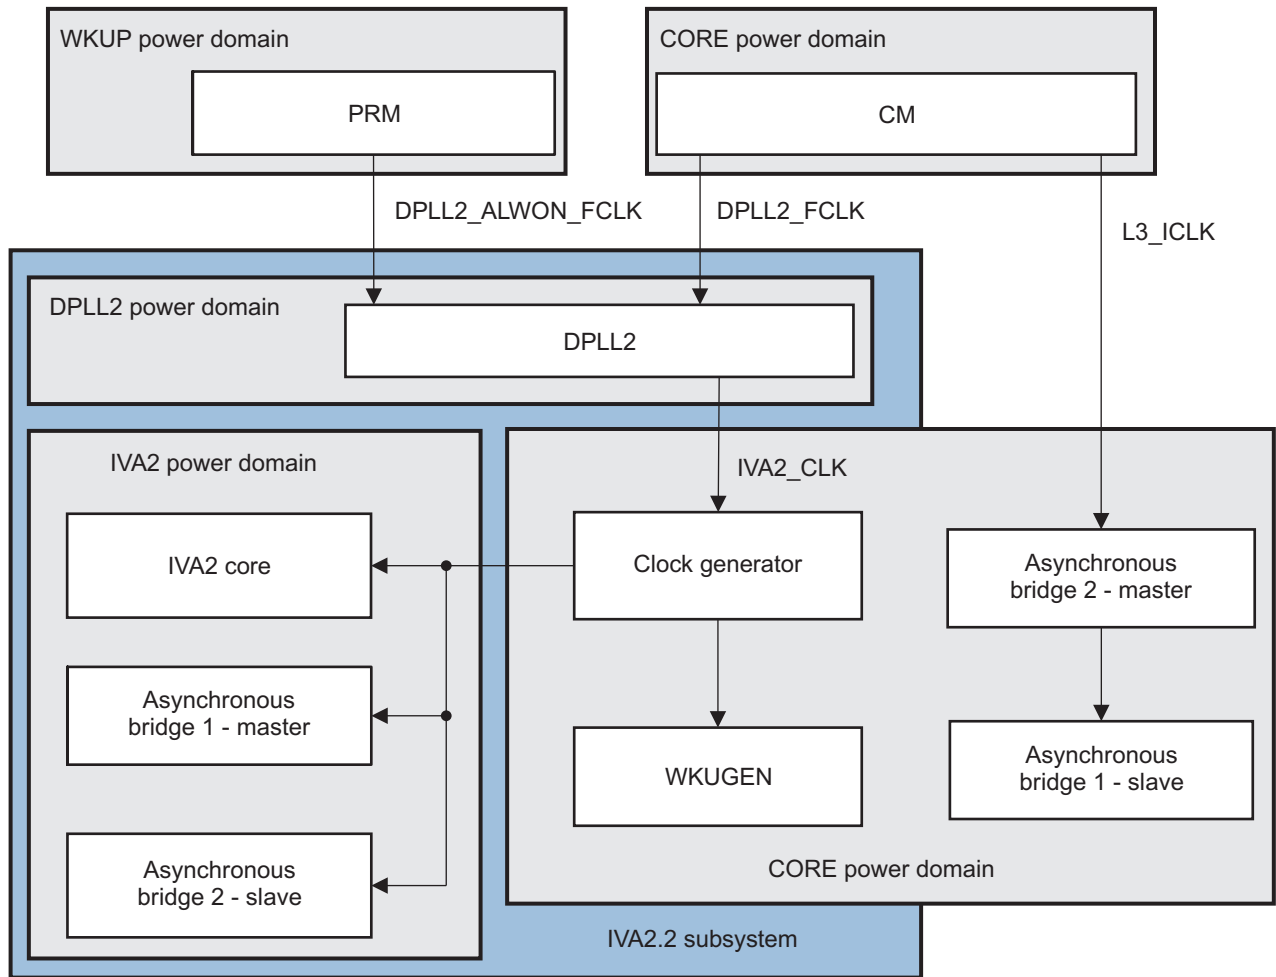 WKUP power domain
CORE power domain
PRM
CM
DPLL2_ALWON_FCLK
DPLL2_FCLK
L3_ICLK
DPLL2 power domain
DPLL2
IVA2 power domain
IVA2_CLK
IVA2 core
Clock generator
Asynchronous
bridge 2 - master
Asynchronous
bridge 1 - master
WKUGEN
Asynchronous
bridge 1 - slave
Asynchronous
bridge 2 - slave
CORE power domain
IVA2.2 subsystem